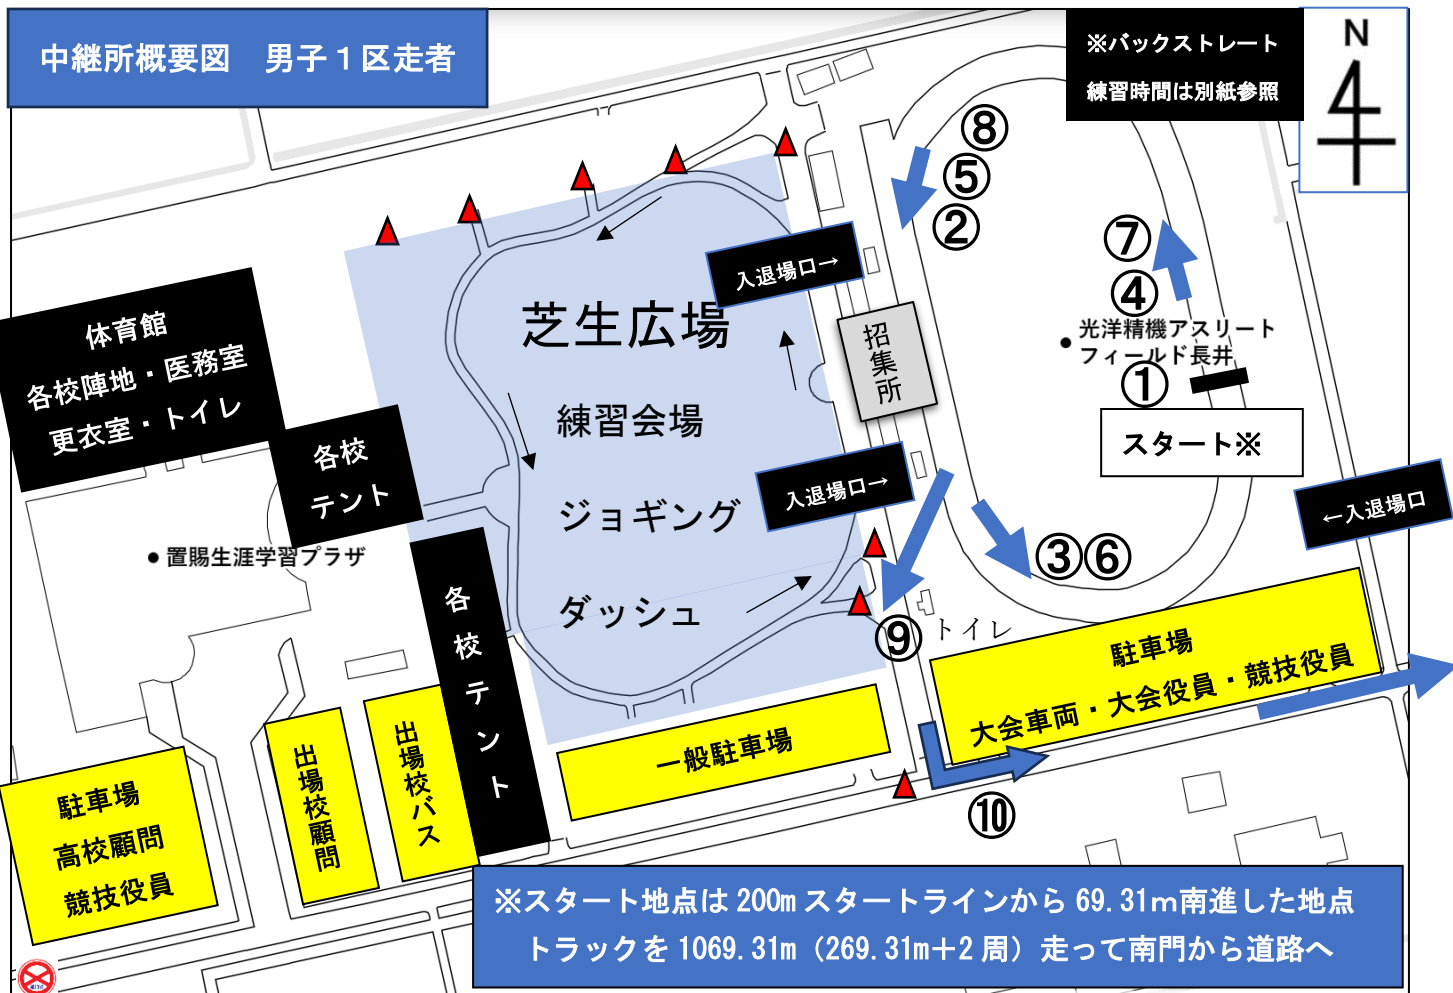 中継所概要図　男子１区走者
※バックストレート
練習時間は別紙参照
N
⑧
⑤
②
⑦
④
入退場口→
芝生広場
招集所
光洋精機アスリート
フィールド長井
①
スタート※
体育館
各校陣地・医務室
更衣室・トイレ
練習会場
各校
テント
入退場口→
←入退場口
ジョギング
置賜生涯学習プラザ
③⑥
各校テント
ダッシュ
⑨
トイレ
駐車場
大会車両・大会役員・競技役員
一般駐車場
出場校バス
出場校顧問
駐車場
高校顧問
競技役員
⑩
※スタート地点は 200m スタートラインから 69.31ｍ南進した地点
トラックを 1069.31m（269.31m＋2 周）走って南門から道路へ